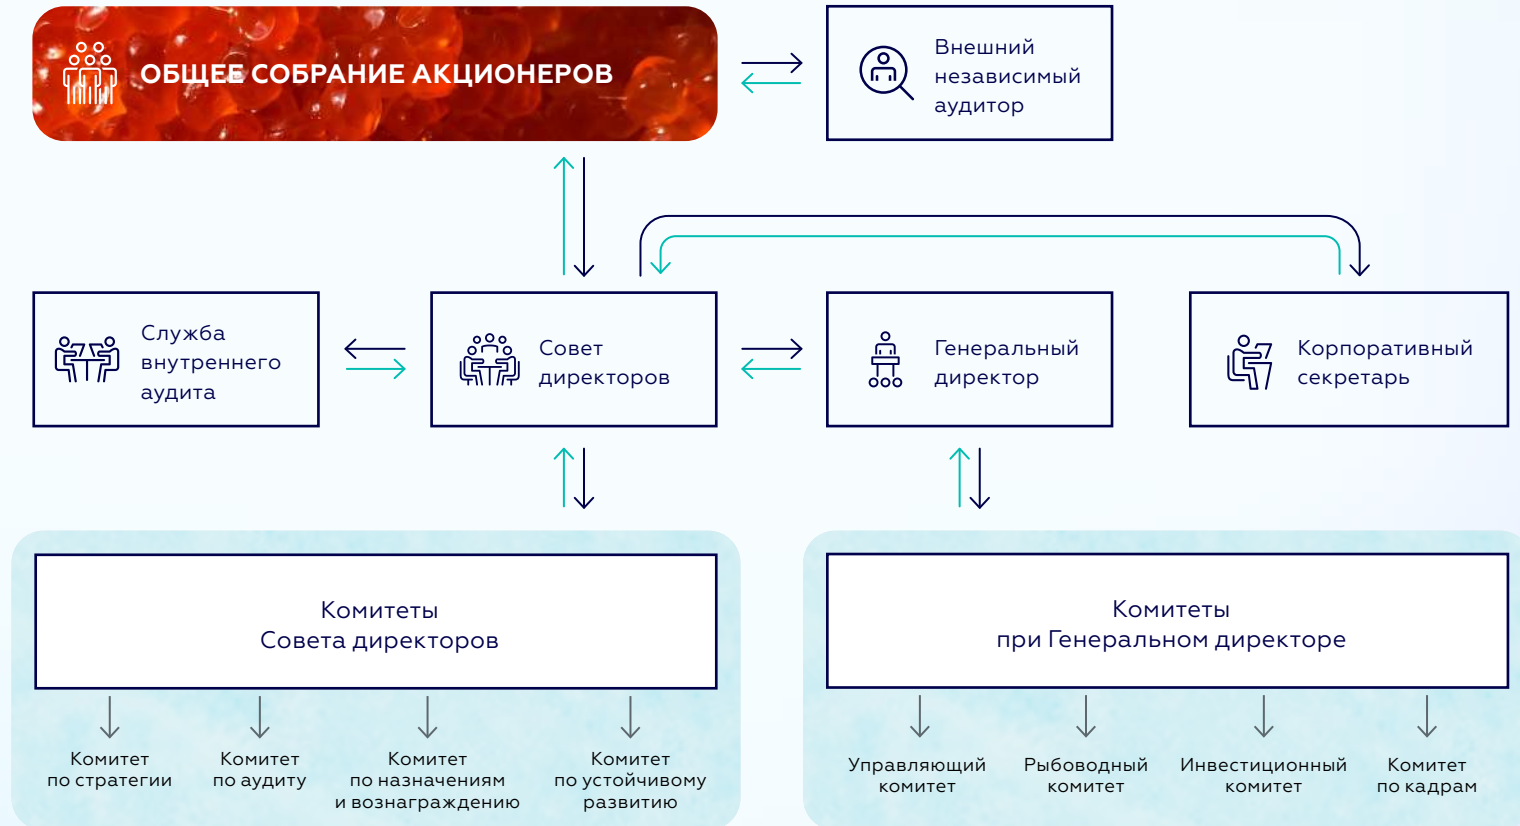 ОБЩЕЕ СОБРАНИЕ АКЦИОНЕРОВ
Внешний
независимый
аудитор
Служба
внутреннего
аудита
Совет
директоров
Генеральный
директор
Корпоративный
секретарь
Комитеты
Совета директоров
Комитеты
при Генеральном директоре
Комитет
по стратегии
Комитет
по аудиту
Комитет
по назначениям
и вознаграждению
Комитет
по устойчивому
развитию
Управляющий
комитет
Рыбоводный
комитет
Инвестиционный
комитет
Комитет
по кадрам